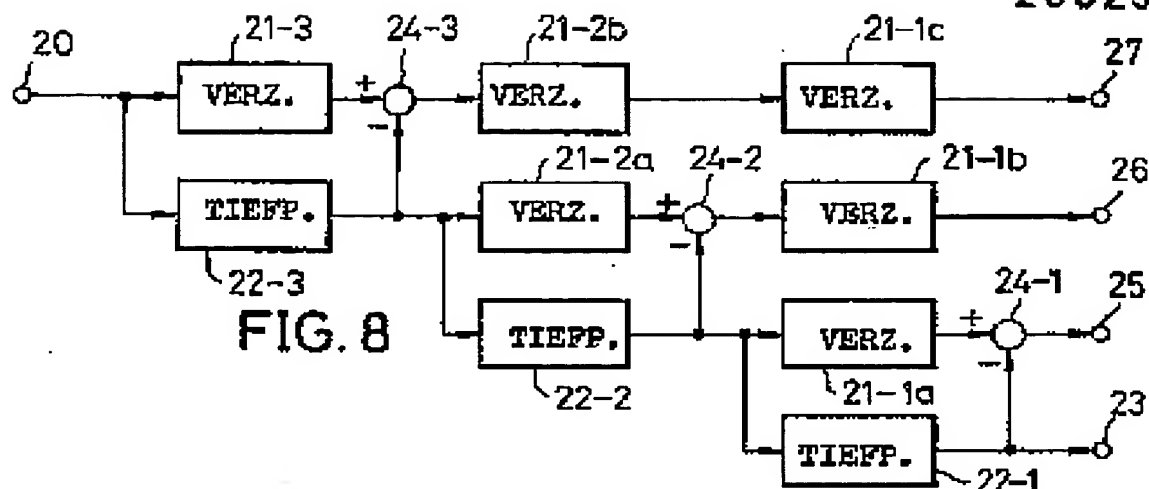 20 21-3 24-3 21-2b 21-1c 27
VERZ. + VERZ. VERZ.
−
21-2a 24-2 21-1b 26
TIEFP. VERZ. + VERZ.
−
22-3 24-1 25
FIG. 8 TIEFP. VERZ. +
−
22-2 21-1a 23
TIEFP.
22-1